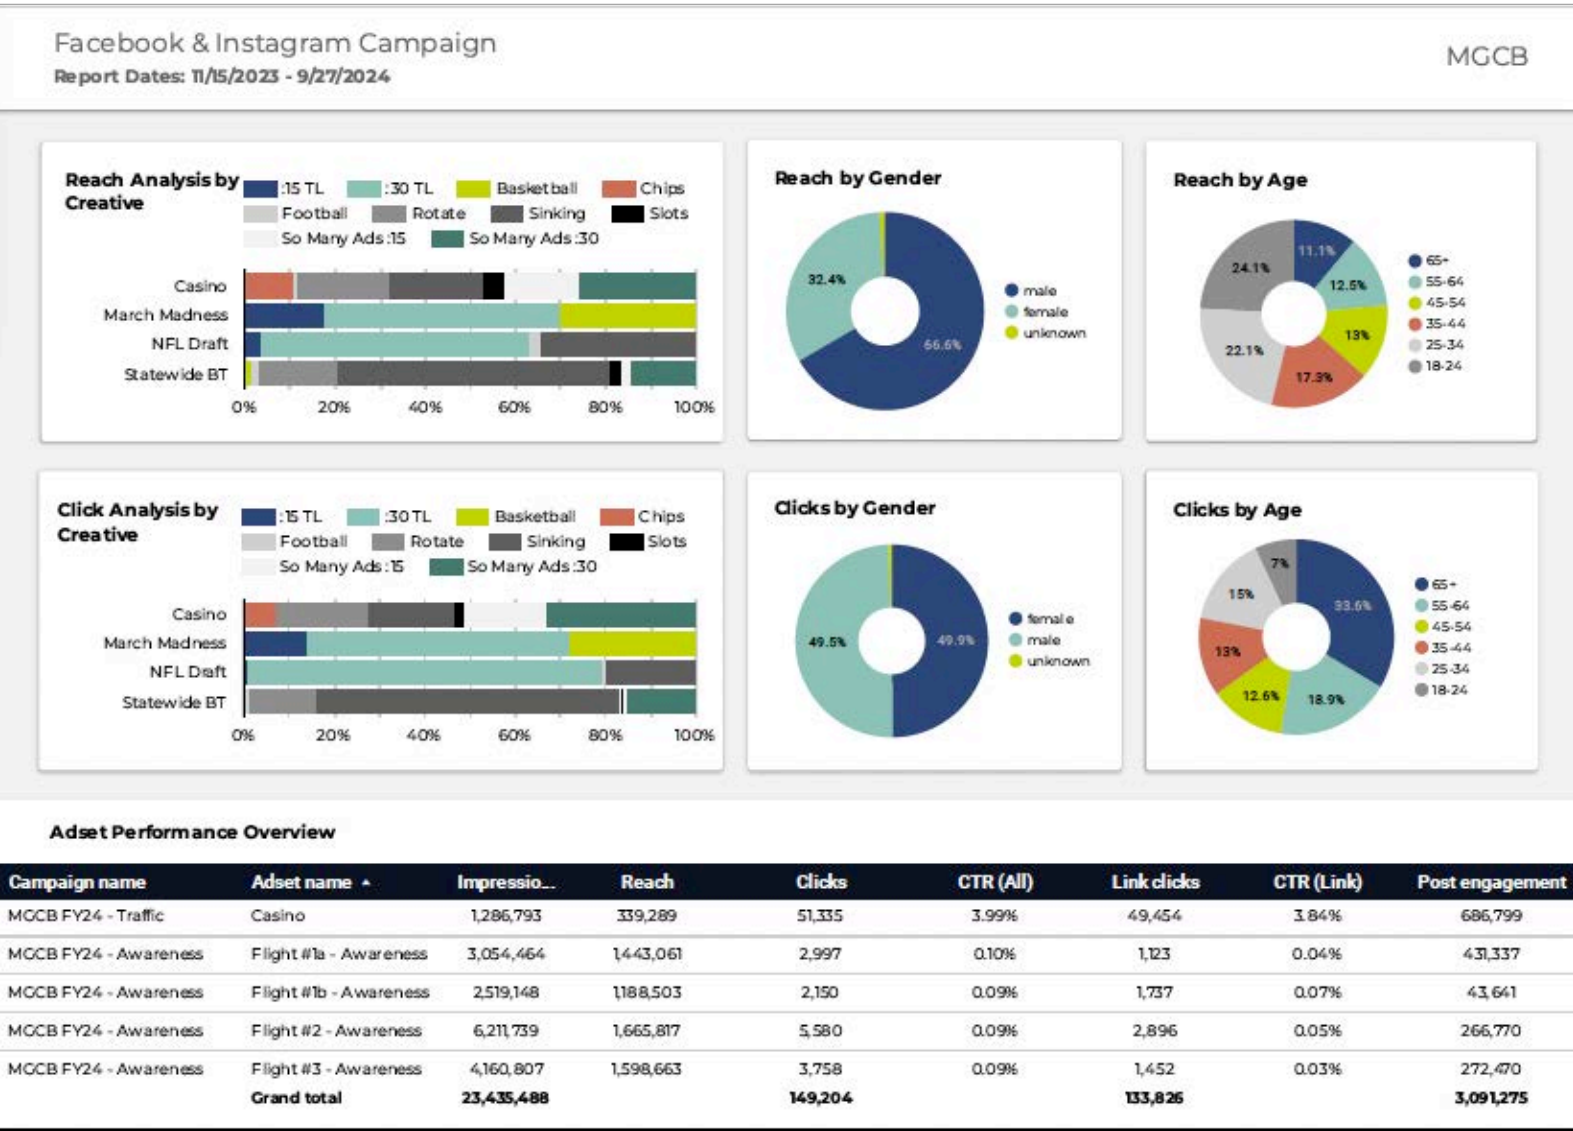 Facebook & Instagram Campaign
Report Dates: 11/15/2023 - 9/27/2024
MGCB
Reach Analysis by Creative
:15 TL :30 TL Basketball Chips
Football Rotate Sinking Slots
So Many Ads :15 So Many Ads :30
Casino
March Madness
NFL Draft
Statewide BT
0% 20% 40% 60% 80% 100%
Reach by Gender
32.4%
66.6%
male
female
unknown
Reach by Age
11.1%
12.5%
13%
17.3%
22.1%
24.1%
65+
55-64
45-54
35-44
25-34
18-24
Click Analysis by
Creative
:15 TL :30 TL Basketball Chips
Football Rotate Sinking Slots
So Many Ads :15 So Many Ads :30
Casino
March Madness
NFL Draft
Statewide BT
0% 20% 40% 60% 80% 100%
Clicks by Gender
49.5%
49.9%
female
male
unknown
Clicks by Age
7%
15%
33.6%
13%
12.6%
18.9%
65+
55-64
45-54
35-44
25-34
18-24
Adset Performance Overview
Campaign name Adset name Impressio... Reach Clicks CTR (All) Link clicks CTR (Link) Post engagement
MGCB FY24 - Traffic Casino 1,286,793 339,289 51,335 3.99% 49,454 3.84% 686,799
MGCB FY24 - Awareness Flight #1a - Awareness 3,054,464 1,443,061 2,997 0.10% 1,123 0.04% 431,337
MGCB FY24 - Awareness Flight #1b - Awareness 2,519,148 1,188,503 2,150 0.09% 1,737 0.07% 43,641
MGCB FY24 - Awareness Flight #2 - Awareness 6,211,739 1,665,817 5,580 0.09% 2,896 0.05% 266,770
MGCB FY24 - Awareness Flight #3 - Awareness 4,160,807 1,598,663 3,758 0.09% 1,452 0.03% 272,470
Grand total 23,435,488 149,204 133,826 3,091,275